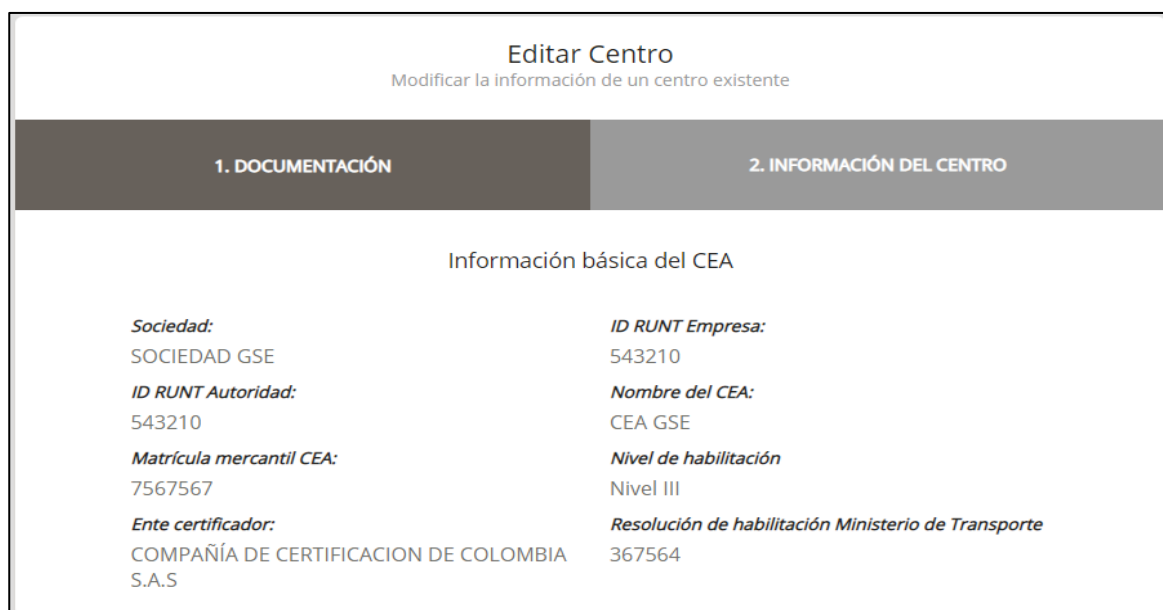 Editar Centro
Modificar la información de un centro existente
1. DOCUMENTACIÓN
2. INFORMACIÓN DEL CENTRO
Información básica del CEA
Sociedad:
SOCIEDAD GSE
ID RUNT Empresa:
543210
ID RUNT Autoridad:
543210
Nombre del CEA:
CEA GSE
Matrícula mercantil CEA:
7567567
Nivel de habilitación
Nivel III
Ente certificador:
COMPAÑÍA DE CERTIFICACION DE COLOMBIA
S.A.S
Resolución de habilitación Ministerio de Transporte
367564